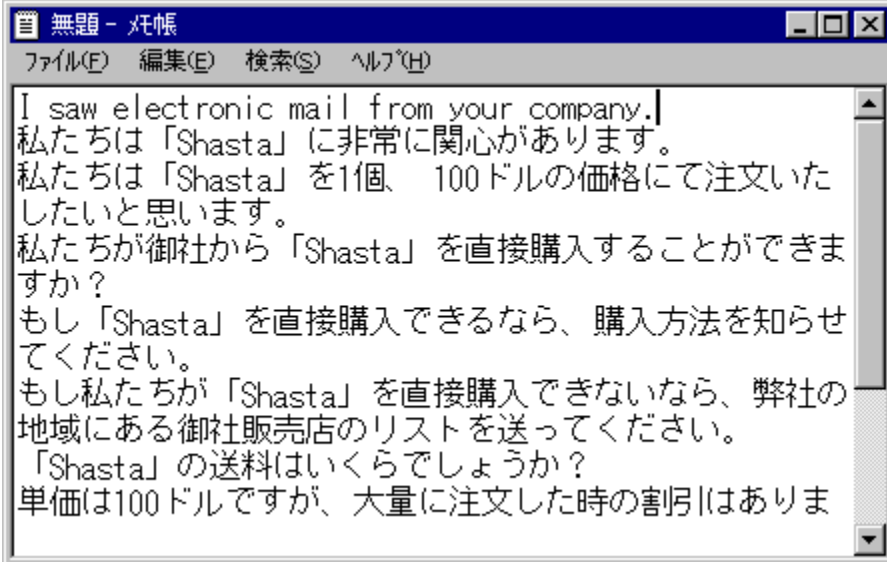 無題 - ﾒﾓ帳
ﾌｧｲﾙ(F) 編集(E) 検索(S) ﾍﾙﾌﾟ(H)
I saw electronic mail from your company.
私たちは「Shasta」に非常に関心があります。
私たちは「Shasta」を1個、 100ドルの価格にて注文いた
したいと思います。
私たちが御社から「Shasta」を直接購入することができま
すか？
もし「Shasta」を直接購入できるなら、購入方法を知らせ
てください。
もし私たちが「Shasta」を直接購入できないなら、弊社の
地域にある御社販売店のリストを送ってください。
「Shasta」の送料はいくらでしょうか？
単価は100ドルですが、大量に注文した時の割引はありま